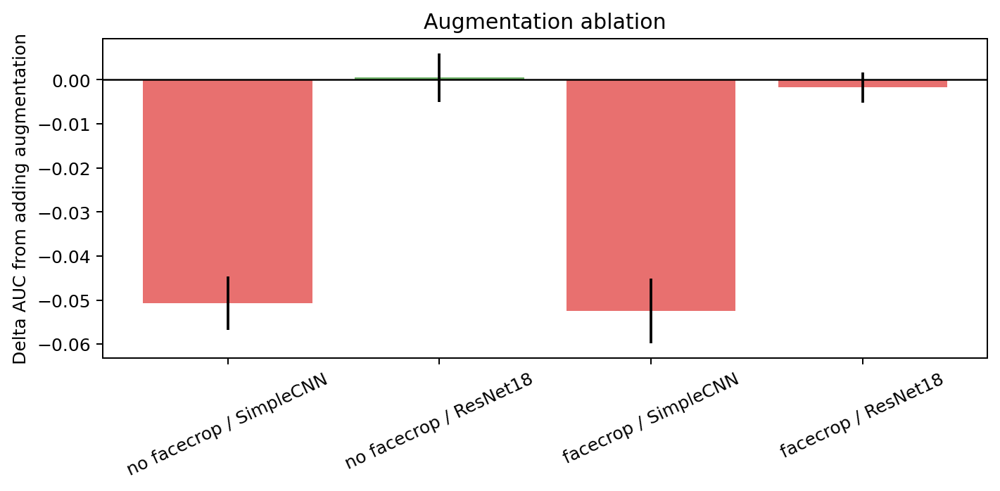 Augmentation ablation
Delta AUC from adding augmentation
0.00
−0.01
−0.02
−0.03
−0.04
−0.05
−0.06
no facecrop / SimpleCNN
no facecrop / ResNet18
facecrop / SimpleCNN
facecrop / ResNet18